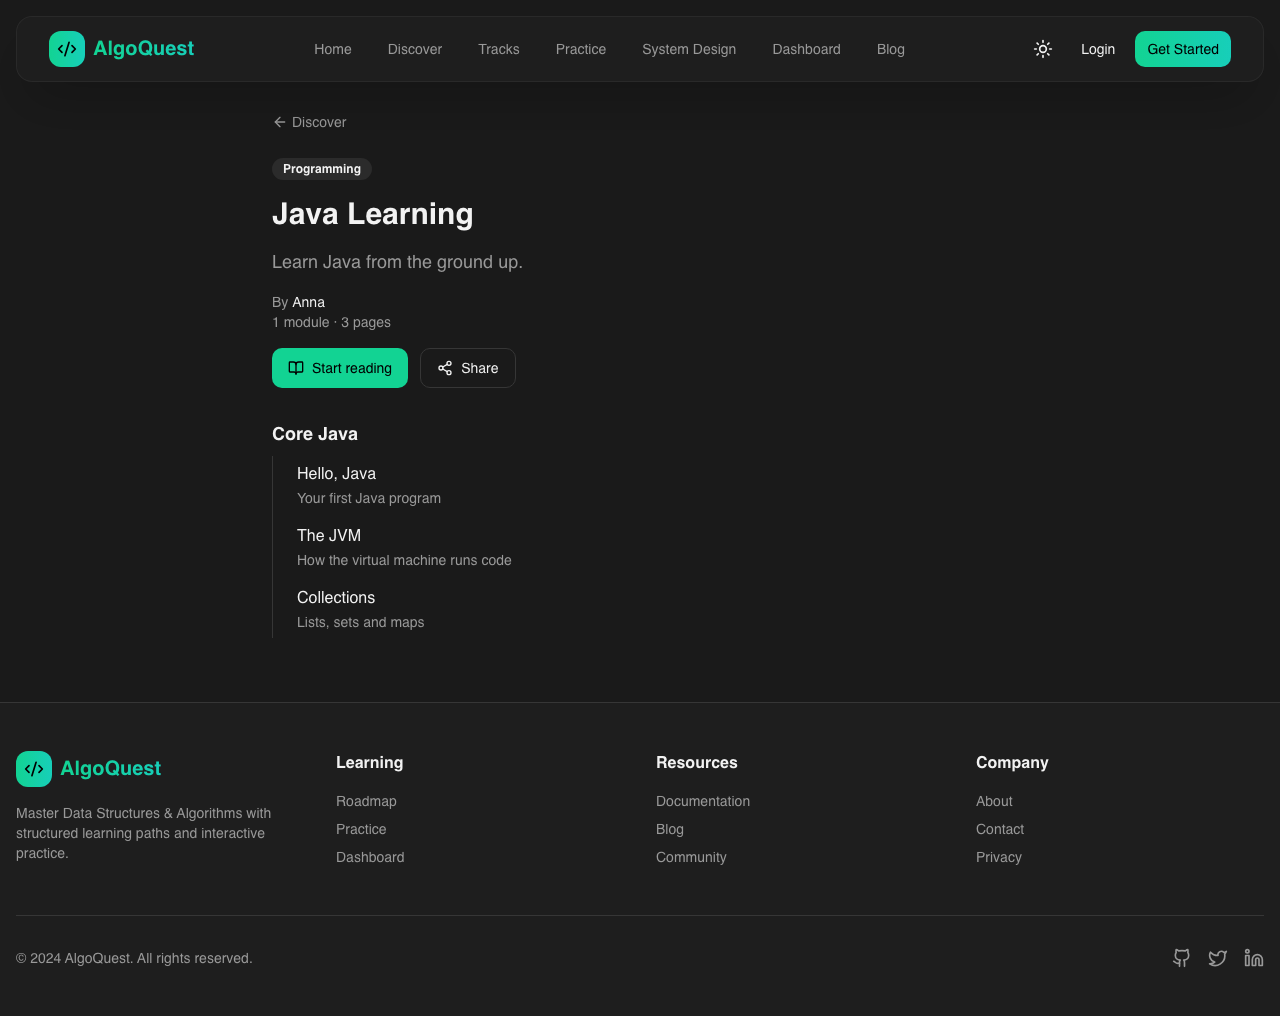 AlgoQuest
Home
Discover
Tracks
Practice
System Design
Dashboard
Blog
Login
Get Started
Discover
Programming
Java Learning
Learn Java from the ground up.
By Anna
1 module · 3 pages
Start reading
Share
Core Java
Hello, Java
Your first Java program
The JVM
How the virtual machine runs code
Collections
Lists, sets and maps
AlgoQuest
Master Data Structures & Algorithms with
structured learning paths and interactive
practice.
Learning
Roadmap
Practice
Dashboard
Resources
Documentation
Blog
Community
Company
About
Contact
Privacy
© 2024 AlgoQuest. All rights reserved.